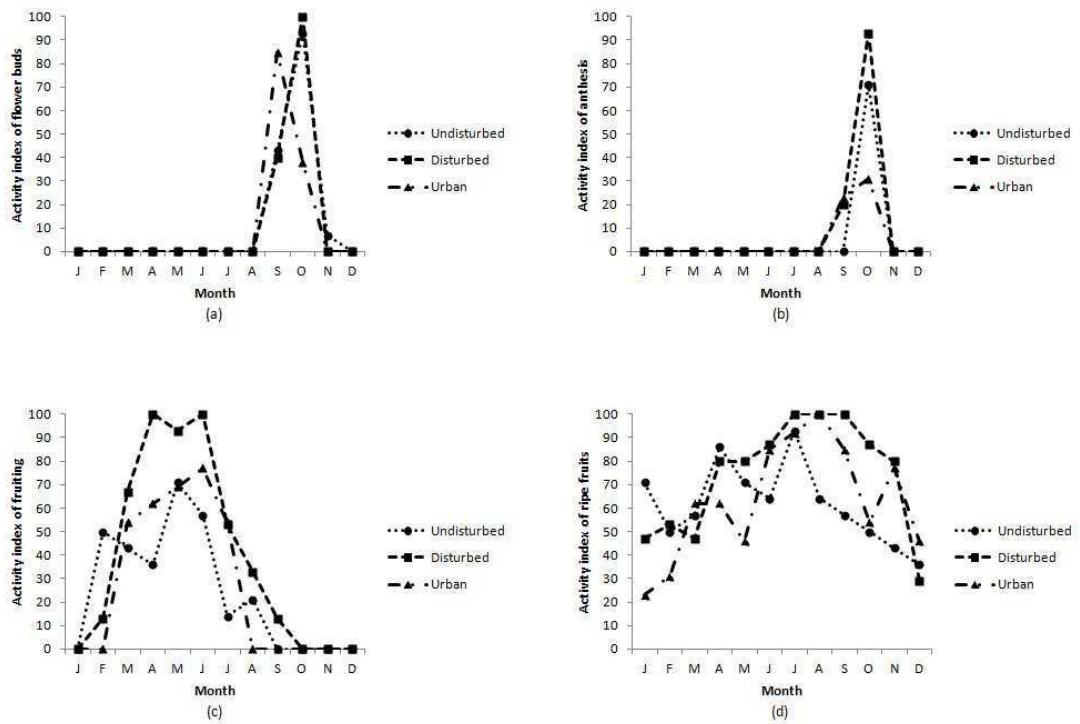 Activity index of flower buds
100
90
80
70
60
50
40
30
20
10
0
J F M A M J J A S O N D
Month
(a)
Undisturbed
Disturbed
Urban
Activity index of anthesis
100
90
80
70
60
50
40
30
20
10
0
J F M A M J J A S O N D
Month
(b)
Undisturbed
Disturbed
Urban
Activity index of fruiting
100
90
80
70
60
50
40
30
20
10
0
J F M A M J J A S O N D
Month
(c)
Undisturbed
Disturbed
Urban
Activity index of ripe fruits
100
90
80
70
60
50
40
30
20
10
0
J F M A M J J A S O N D
Month
(d)
Undisturbed
Disturbed
Urban